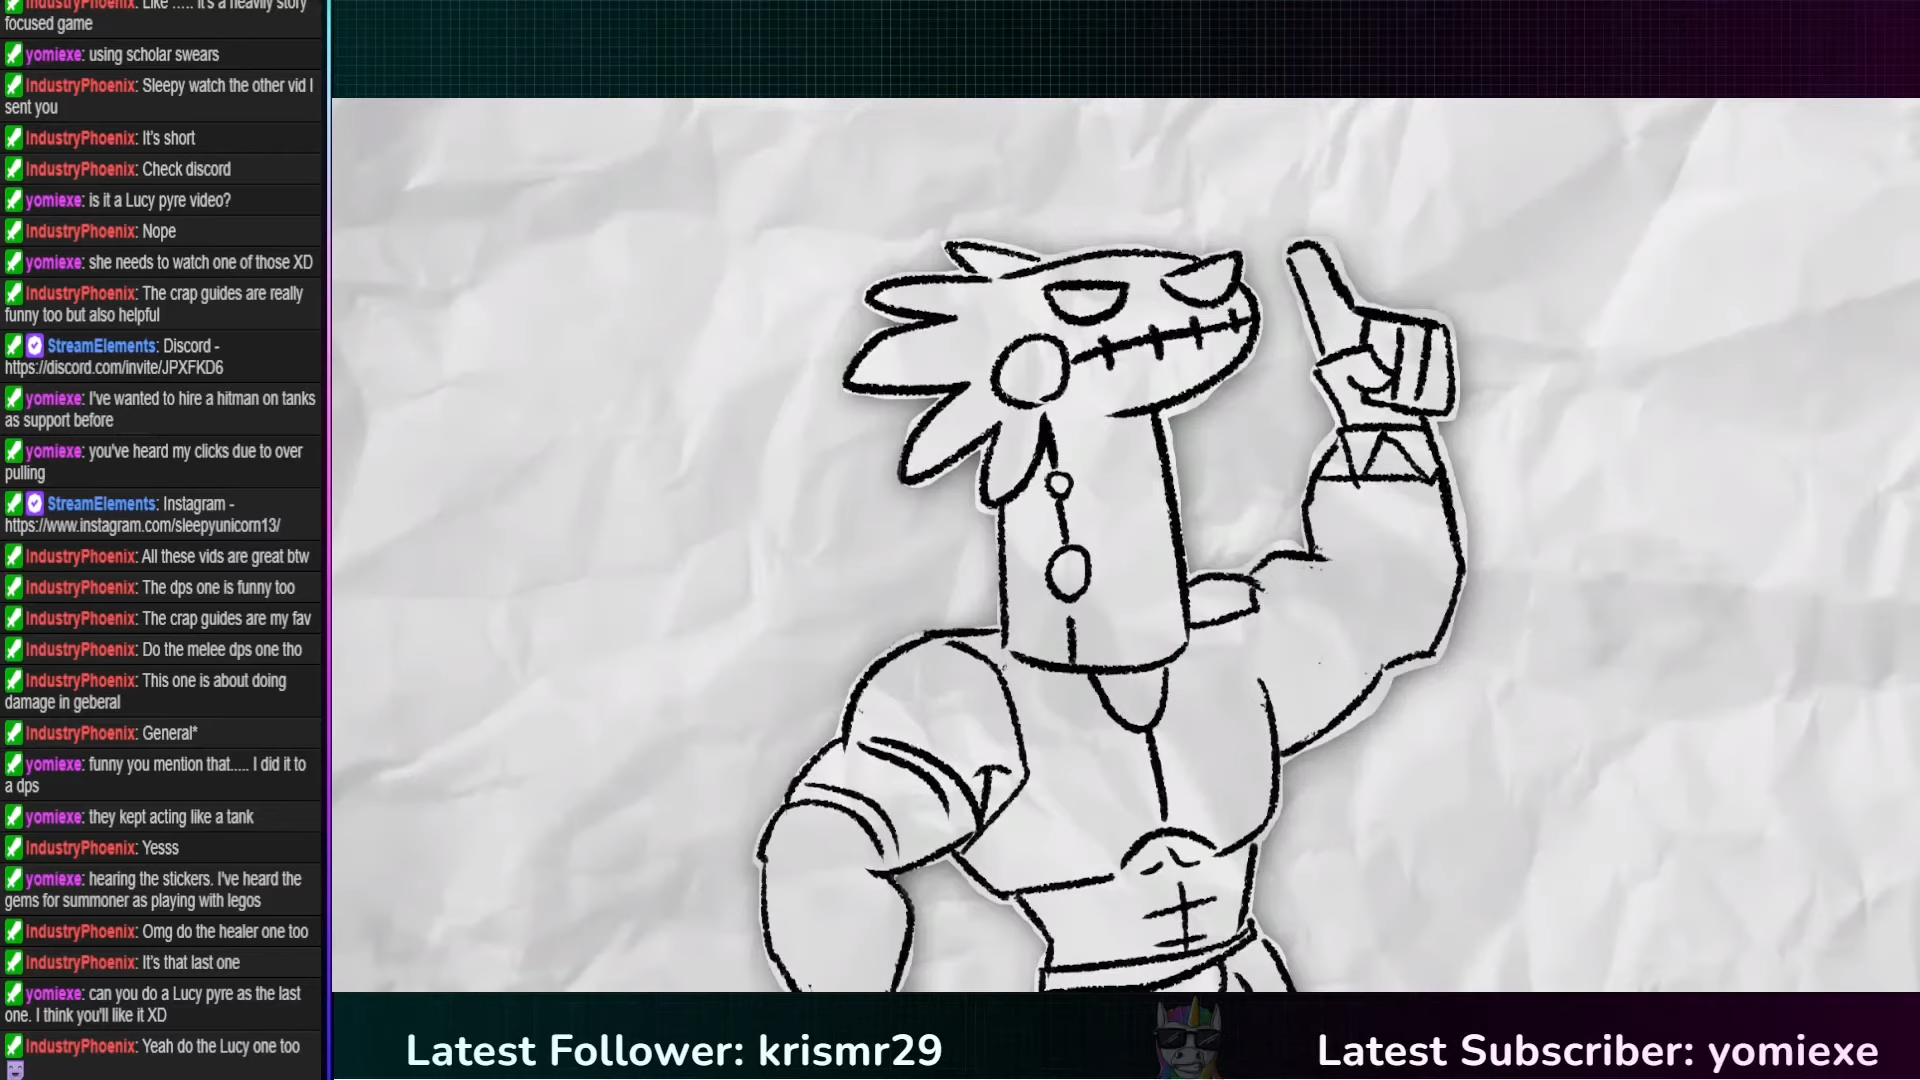 IndustryPhoenix: Like ..... it's a heavily story
focused game
yomiexe: using scholar swears
IndustryPhoenix: Sleepy watch the other vid I
sent you
IndustryPhoenix: It's short
IndustryPhoenix: Check discord
yomiexe: is it a Lucy pyre video?
IndustryPhoenix: Nope
yomiexe: she needs to watch one of those XD
IndustryPhoenix: The crap guides are really
funny too but also helpful
StreamElements: Discord -
https://discord.com/invite/JPXFKD6
yomiexe: I've wanted to hire a hitman on tanks
as support before
yomiexe: you've heard my clicks due to over
pulling
StreamElements: Instagram -
https://www.instagram.com/sleepyunicorn13/
IndustryPhoenix: All these vids are great btw
IndustryPhoenix: The dps one is funny too
IndustryPhoenix: The crap guides are my fav
IndustryPhoenix: Do the melee dps one tho
IndustryPhoenix: This one is about doing
damage in geberal
IndustryPhoenix: General*
yomiexe: funny you mention that..... I did it to
a dps
yomiexe: they kept acting like a tank
IndustryPhoenix: Yesss
yomiexe: hearing the stickers. I've heard the
gems for summoner as playing with legos
IndustryPhoenix: Omg do the healer one too
IndustryPhoenix: It's that last one
yomiexe: can you do a Lucy pyre as the last
one. I think you'll like it XD
IndustryPhoenix: Yeah do the Lucy one too
Latest Follower: krismr29
Latest Subscriber: yomiexe